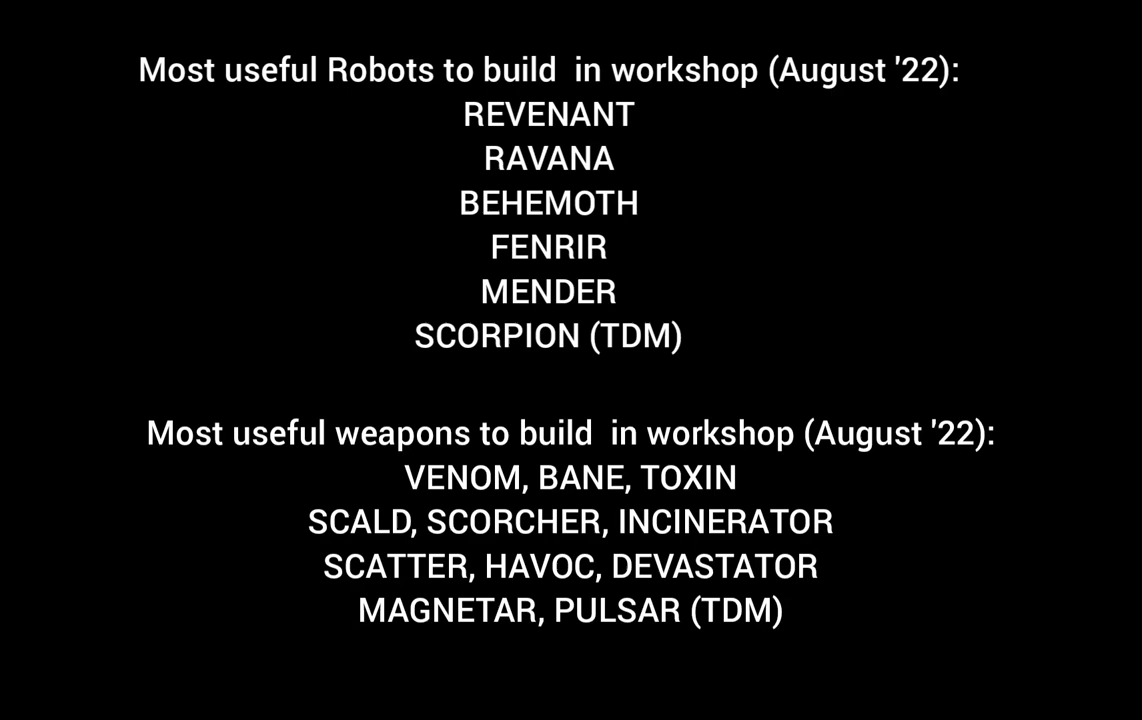 Most useful Robots to build  in workshop (August '22):
REVENANT
RAVANA
BEHEMOTH
FENRIR
MENDER
SCORPION (TDM)
Most useful weapons to build  in workshop (August '22):
VENOM, BANE, TOXIN
SCALD, SCORCHER, INCINERATOR
SCATTER, HAVOC, DEVASTATOR
MAGNETAR, PULSAR (TDM)